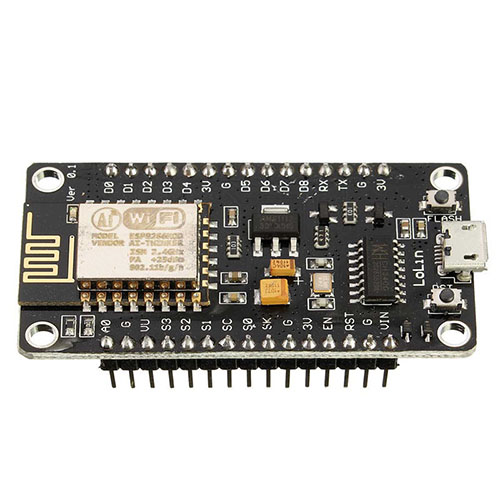 Ver 0.1
D0 D1 D2 D3 D4 3V G D5 D6 D7 D8 RX TX G 3V
FLASH
Ai WiFi
MODEL ESP8266MOD
VENDOR AI-THINKER
ISM 2.4GHz
PA +25dBm
802.11b/g/n
LoLin
RST
A0 G VU S3 S2 S1 SC S0 SK G 3V EN RST G VIN